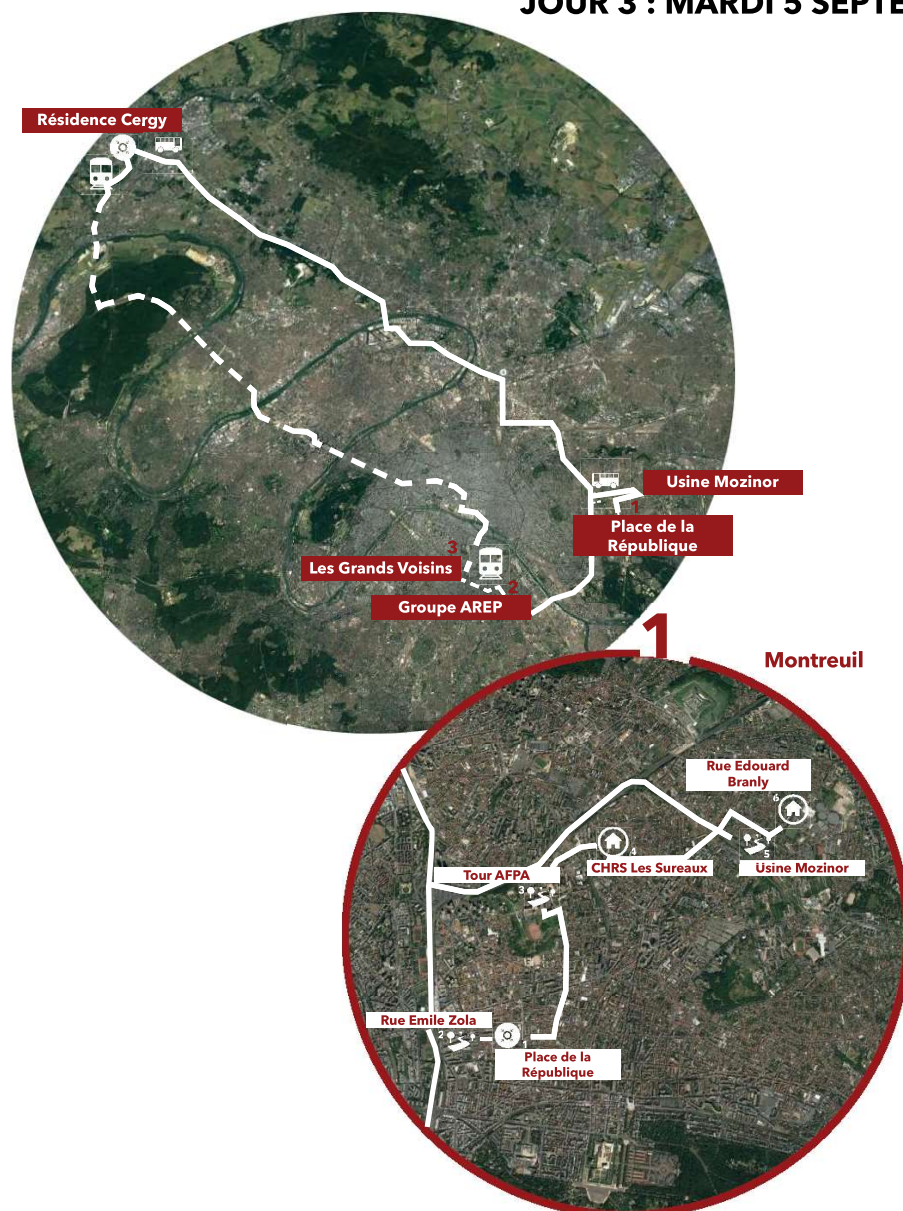 JOUR 3 : MARDI 5 SEPTE
Résidence Cergy
Usine Mozinor
1
Place de la
République
3
Les Grands Voisins
2
Groupe AREP
1
Montreuil
Rue Edouard
Branly
6
4
Tour AFPA
CHRS Les Sureaux
5
Usine Mozinor
3
Rue Emile Zola
2
1
Place de la
République